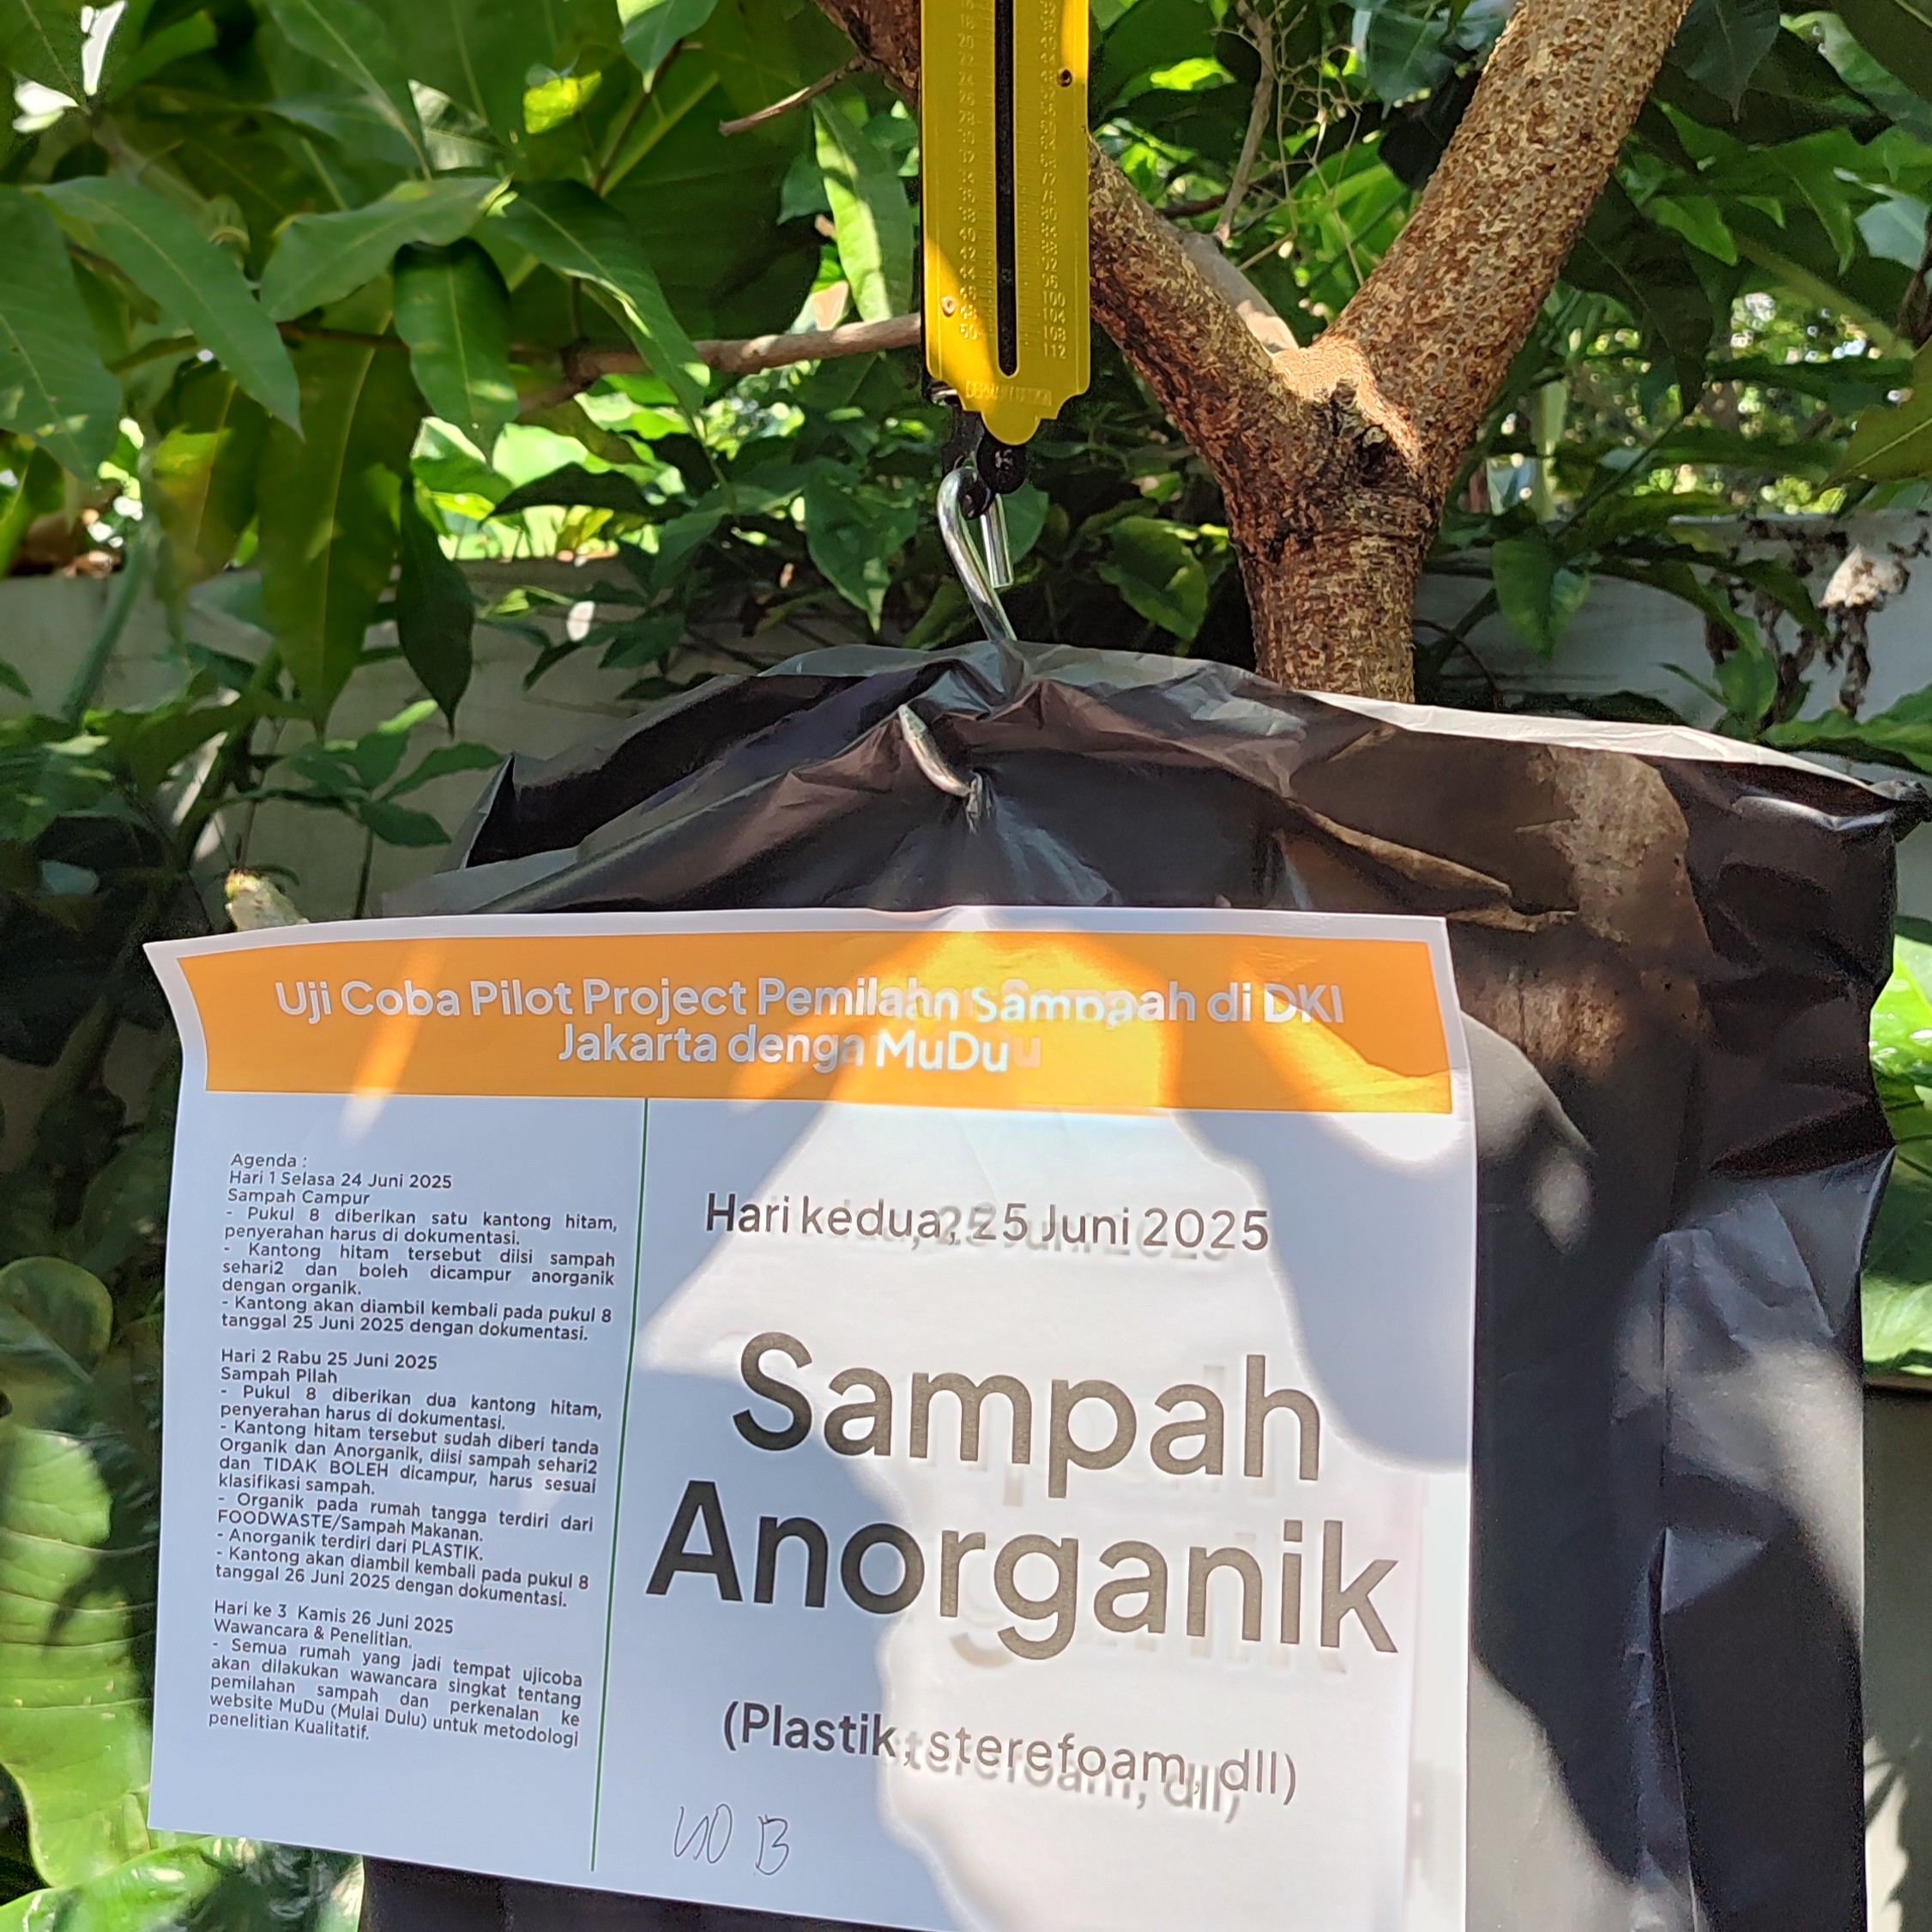 100
104
108
112
Uji Coba Pilot Project Pemilahn Sampah di DKI
Jakarta denga MuDu
Agenda :
Hari 1 Selasa 24 Juni 2025
Sampah Campur
- Pukul 8 diberikan satu kantong hitam,
penyerahan harus di dokumentasi.
- Kantong hitam tersebut diisi sampah
sehari2 dan boleh dicampur anorganik
dengan organik.
- Kantong akan diambil kembali pada pukul 8
tanggal 25 Juni 2025 dengan dokumentasi.
Hari 2 Rabu 25 Juni 2025
Sampah Pilah
- Pukul 8 diberikan dua kantong hitam,
penyerahan harus di dokumentasi.
- Kantong hitam tersebut sudah diberi tanda
Organik dan Anorganik, diisi sampah sehari2
dan TIDAK BOLEH dicampur, harus sesuai
klasifikasi sampah.
- Organik pada rumah tangga terdiri dari
FOODWASTE/Sampah Makanan.
- Anorganik terdiri dari PLASTIK.
- Kantong akan diambil kembali pada pukul 8
tanggal 26 Juni 2025 dengan dokumentasi.
Hari ke 3 Kamis 26 Juni 2025
Wawancara & Penelitian.
- Semua rumah yang jadi tempat ujicoba
akan dilakukan wawancara singkat tentang
pemilahan sampah dan perkenalan ke
website MuDu (Mulai Dulu) untuk metodologi
penelitian Kualitatif.
Hari kedua, 25 Juni 2025
Sampah
Anorganik
(Plastik, sterefoam, dll)